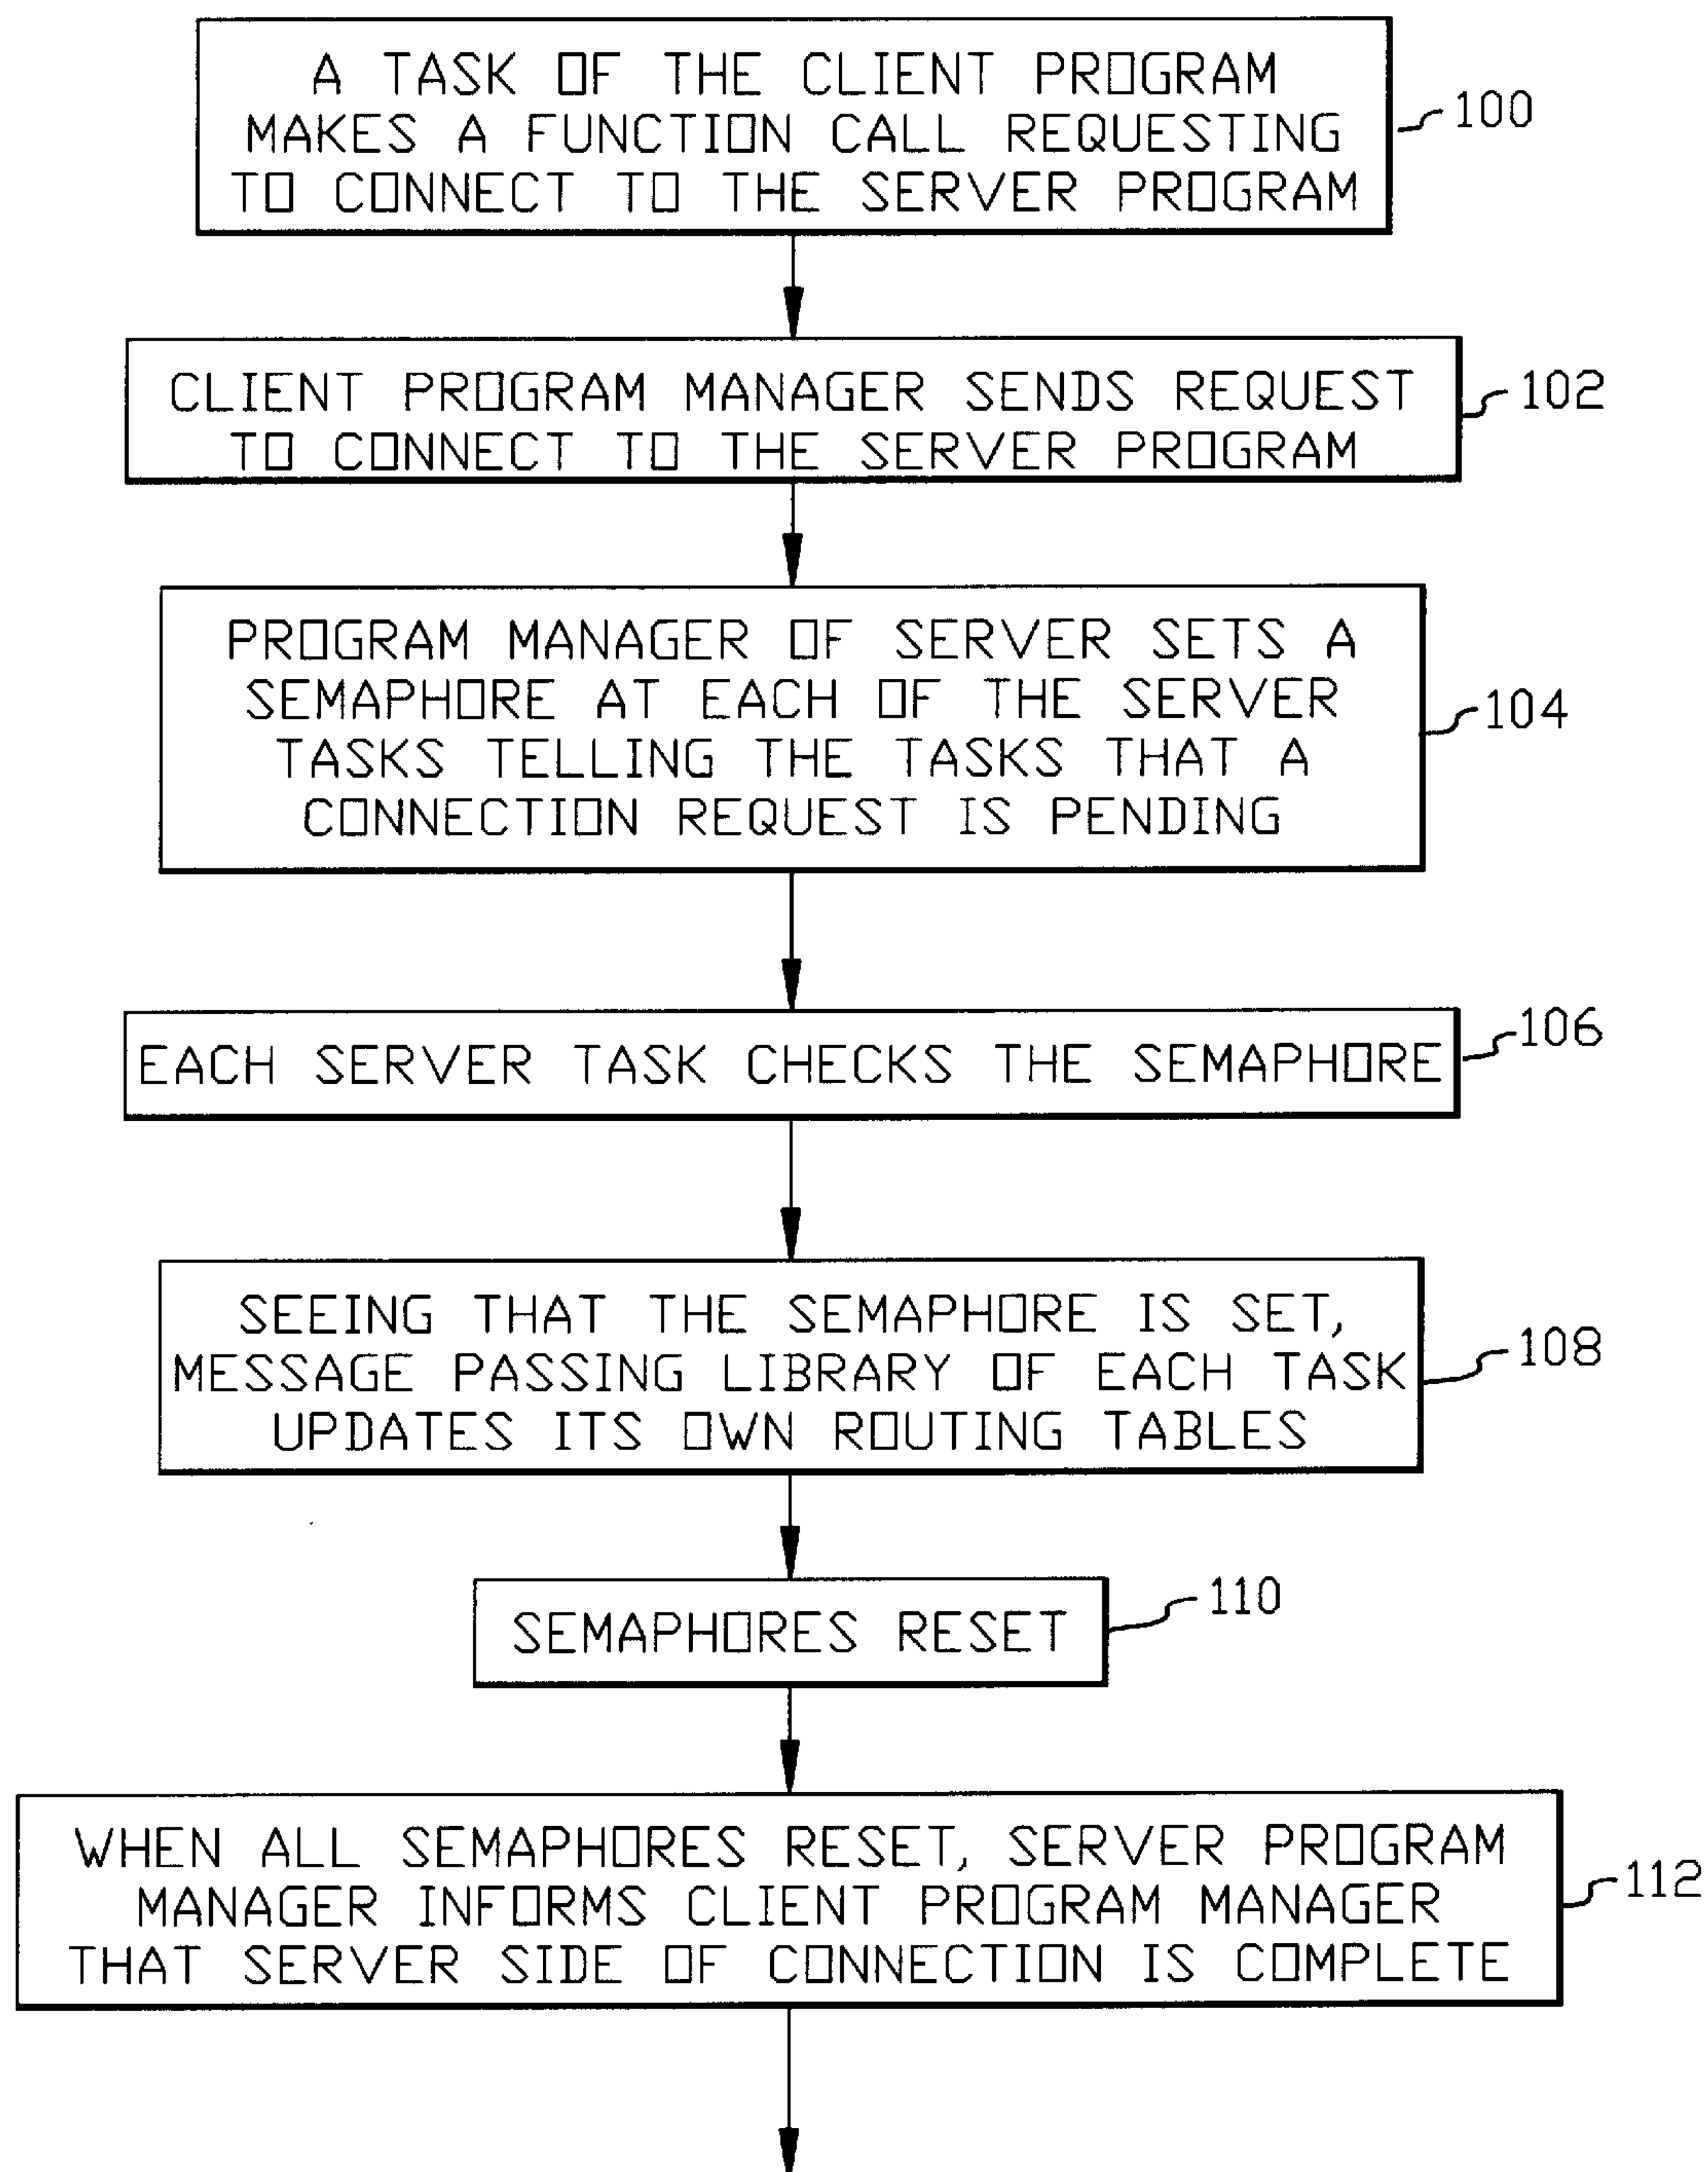 A TASK OF THE CLIENT PROGRAM
MAKES A FUNCTION CALL REQUESTING
TO CONNECT TO THE SERVER PROGRAM
100
CLIENT PROGRAM MANAGER SENDS REQUEST
TO CONNECT TO THE SERVER PROGRAM
102
PROGRAM MANAGER OF SERVER SETS A
SEMAPHORE AT EACH OF THE SERVER
TASKS TELLING THE TASKS THAT A
CONNECTION REQUEST IS PENDING
104
EACH SERVER TASK CHECKS THE SEMAPHORE
106
SEEING THAT THE SEMAPHORE IS SET,
MESSAGE PASSING LIBRARY OF EACH TASK
UPDATES ITS OWN ROUTING TABLES
108
SEMAPHORES RESET
110
WHEN ALL SEMAPHORES RESET, SERVER PROGRAM
MANAGER INFORMS CLIENT PROGRAM MANAGER
THAT SERVER SIDE OF CONNECTION IS COMPLETE
112